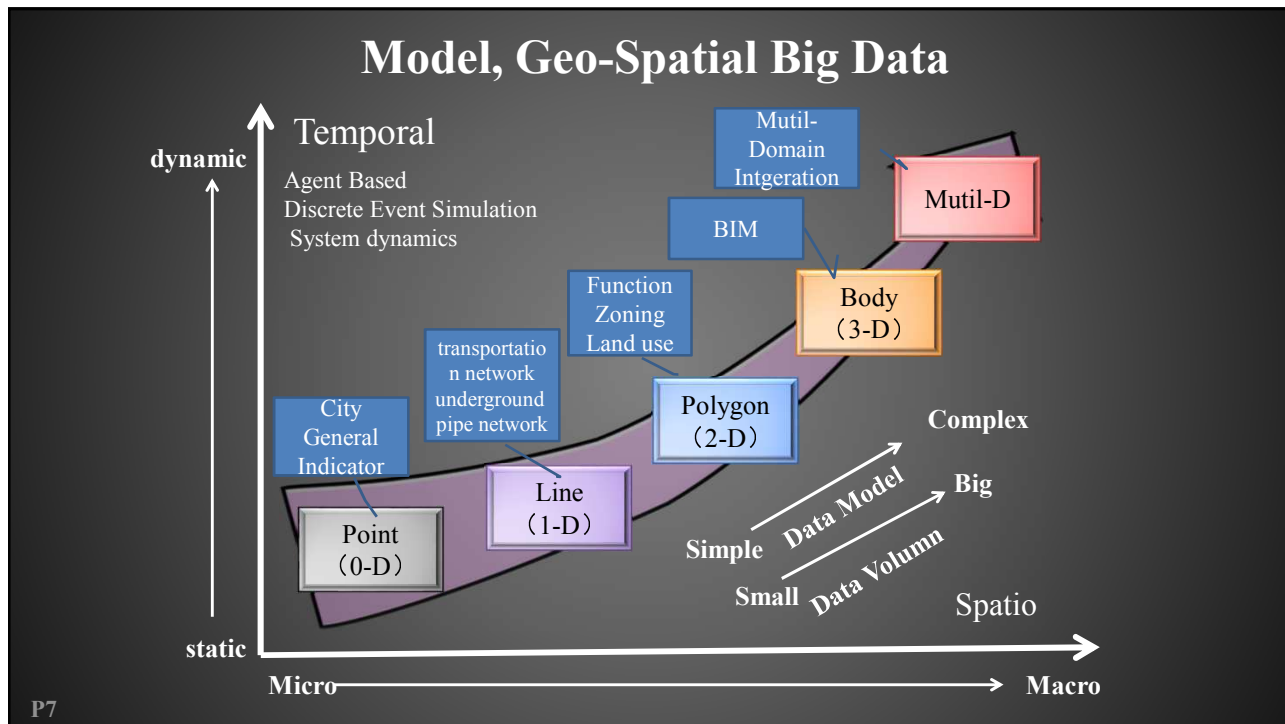 Model, Geo-Spatial Big Data
Temporal
dynamic
Agent Based
Discrete Event Simulation
System dynamics
Mutil-
Domain
Intgeration
Mutil-D
BIM
Body
（3-D）
Function
Zoning
Land use
Polygon
（2-D）
transportatio
n network
underground
pipe network
Line
（1-D）
City
General
Indicator
Point
（0-D）
Complex
Data Model
Simple
Big
Data Volumn
Small
Spatio
static
Micro
Macro
P7